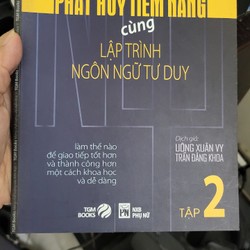 PHÁT HUY TIỀM NĂNG
cùng
LẬP TRÌNH
NGÔN NGỮ TƯ DUY
Dịch giả:
UÔNG XUÂN VY
TRẦN ĐĂNG KHOA
làm thế nào
để giao tiếp tốt hơn
và thành công hơn
một cách khoa học
và dễ dàng
TGM
BOOKS
PN
NXB
PHỤ NỮ
TẬP 2